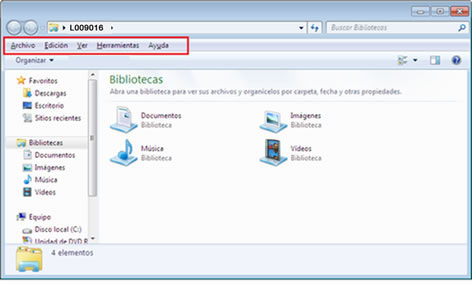 L009016
Buscar Bibliotecas
Archivo Edición Ver Herramientas Ayuda
Organizar
Favoritos
Descargas
Escritorio
Sitios recientes
Bibliotecas
Documentos
Imágenes
Música
Vídeos
Equipo
Disco local (C:)
Unidad de DVD R
Bibliotecas
Abra una biblioteca para ver sus archivos y organícelos por carpeta, fecha y otras propiedades.
Documentos
Biblioteca
Imágenes
Biblioteca
Música
Biblioteca
Vídeos
Biblioteca
4 elementos